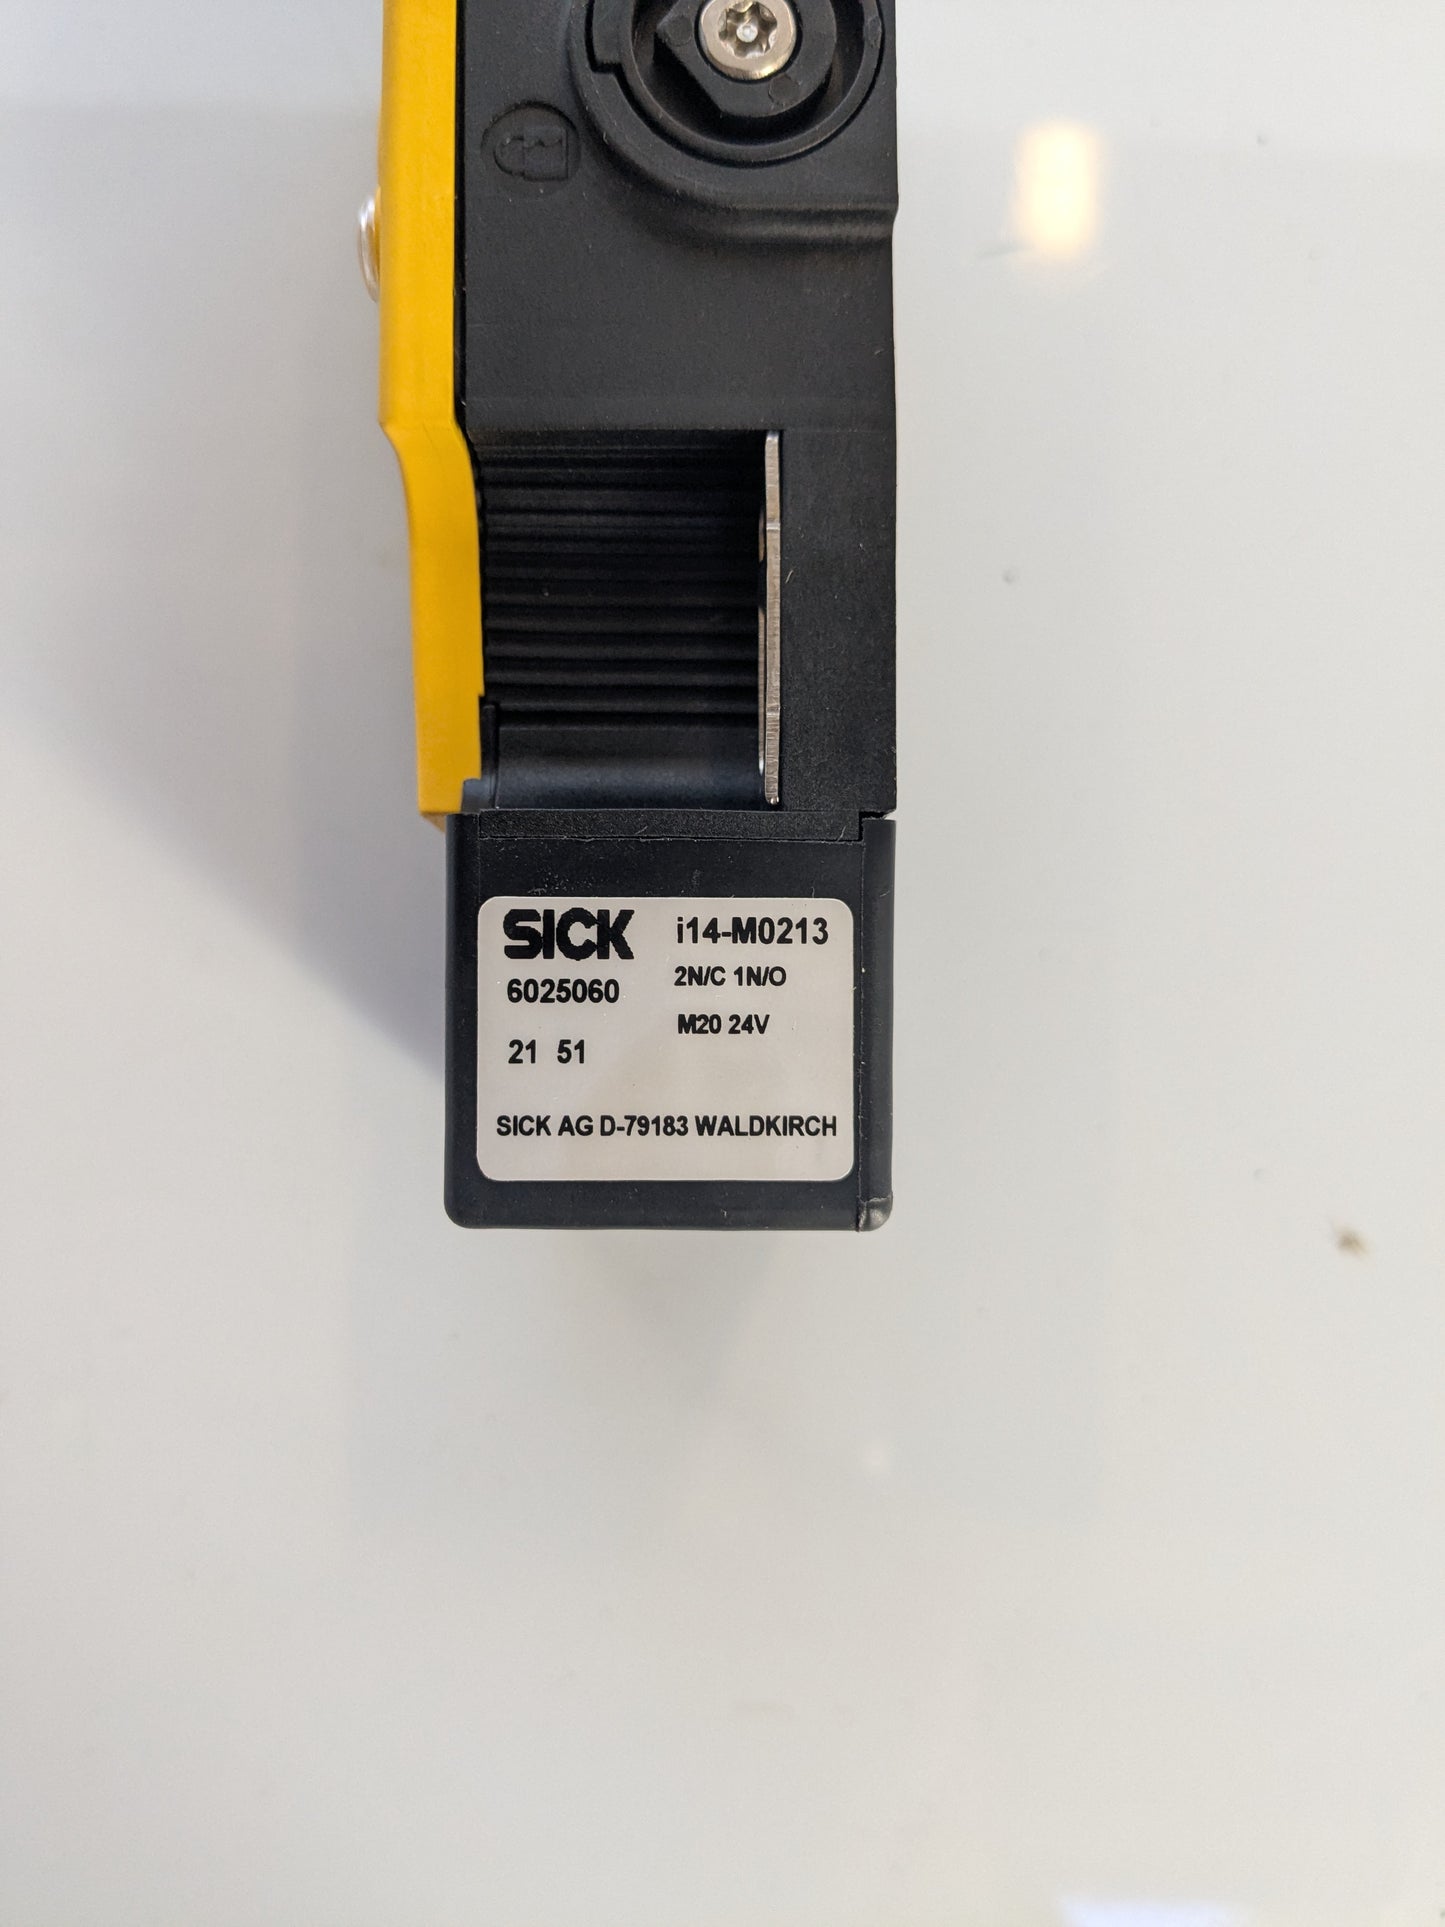 SICK i14-M0213
6025060 2N/C 1N/O
M20 24V
21 51
SICK AG D-79183 WALDKIRCH